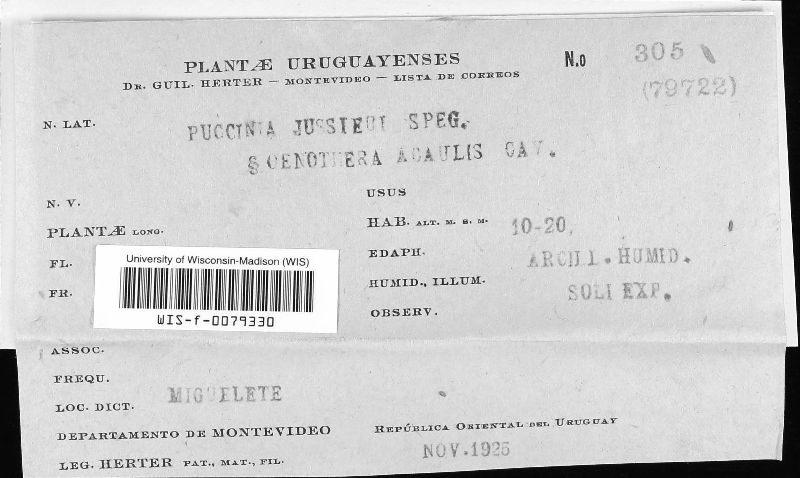 PLANTÆ URUGUAYENSES
N.o 305
DR. GUIL. HERTER — MONTEVIDEO — LISTA DE CORREOS
(79722)
N. LAT.
PUCCINIA JUSSIEUI SPEG.
§ OENOTHERA ACAULIS CAV.
N. V.
USUS
PLANTÆ LONG.
HAB. ALT. M. S. M. 10-20,
FL.
EDAPH. ARCILL. HUMID.
FR.
HUMID., ILLUM. SOLI EXP.
OBSERV.
University of Wisconsin-Madison (WIS)
WIS-f-0079330
ASSOC.
FREQU.
LOC. DICT. MIGUELETE
DEPARTAMENTO DE MONTEVIDEO
REPÚBLICA ORIENTAL DEL URUGUAY
LEG. HERTER PAT., MAT., FIL.
NOV.1925